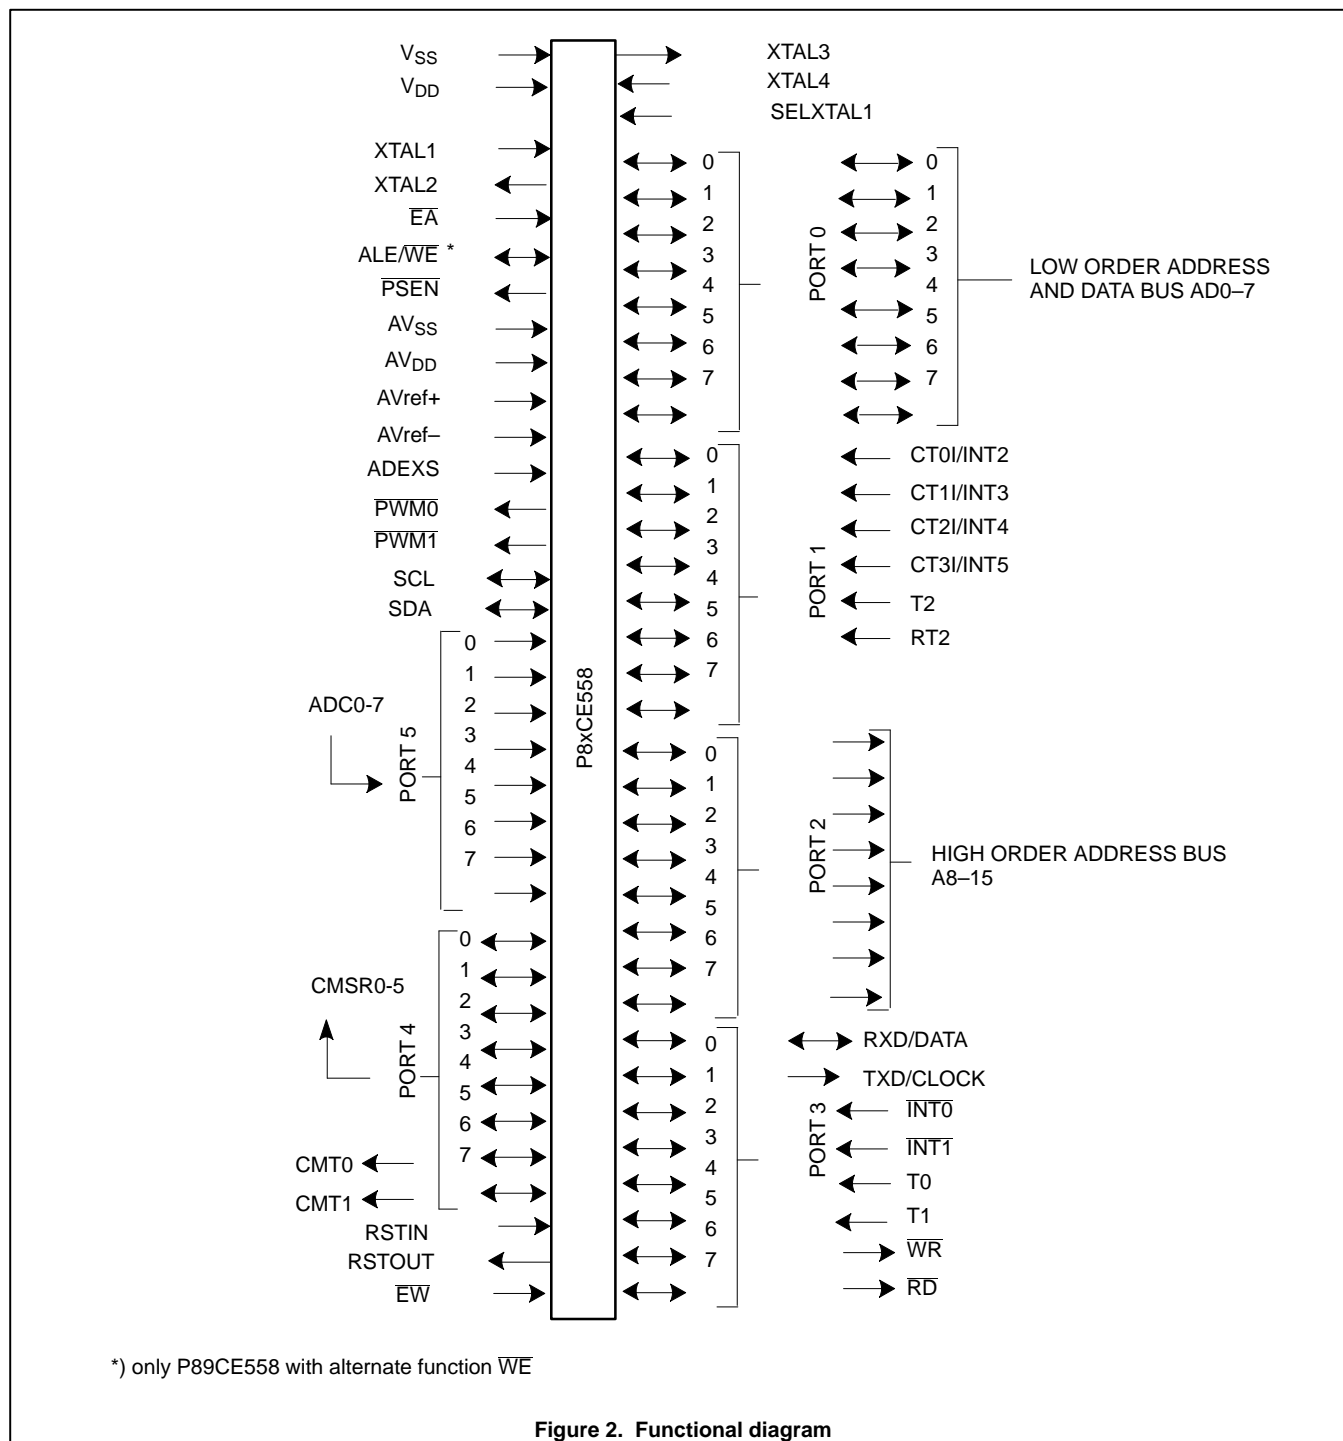 V̲SS
VDD
XTAL1
XTAL2
EA
ALE/WE *
PSEN
AVSS
AVDD
AVref+
AVref–
ADEXS
PWM0
PWM1
SCL
SDA
ADC0-7
PORT 5
0
1
2
3
4
5
6
7
CMSR0-5
PORT 4
0
1
2
3
4
5
6
7
CMT0
CMT1
RSTIN
RSTOUT
EW
P8xCE558
XTAL3
XTAL4
SELXTAL1
0
1
2
3
4
5
6
7
PORT 0
0
1
2
3
4
5
6
7
LOW ORDER ADDRESS
AND DATA BUS AD0–7
0
1
2
3
4
5
6
7
PORT 1
CT0I/INT2
CT1I/INT3
CT2I/INT4
CT3I/INT5
T2
RT2
0
1
2
3
4
5
6
7
PORT 2
HIGH ORDER ADDRESS BUS
A8–15
0
1
2
3
4
5
6
7
PORT 3
RXD/DATA
TXD/CLOCK
INT0
INT1
T0
T1
WR
RD
*) only P89CE558 with alternate function WE
Figure 2. Functional diagram